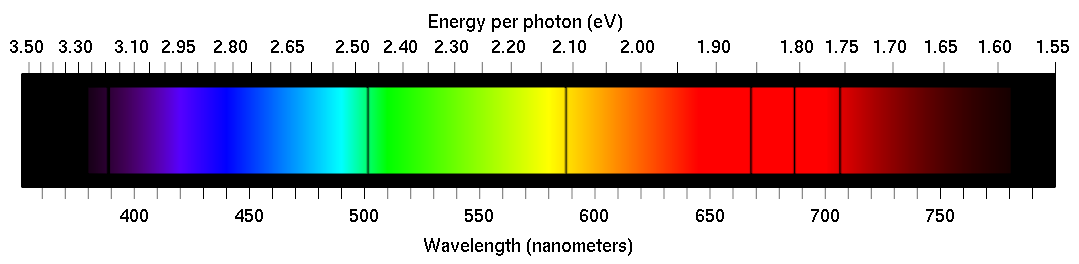 Energy per photon (eV)
3.50 3.30 3.10 2.95 2.80 2.65 2.50 2.40 2.30 2.20 2.10 2.00 1.90 1.80 1.75 1.70 1.65 1.60 1.55
400 450 500 550 600 650 700 750
Wavelength (nanometers)